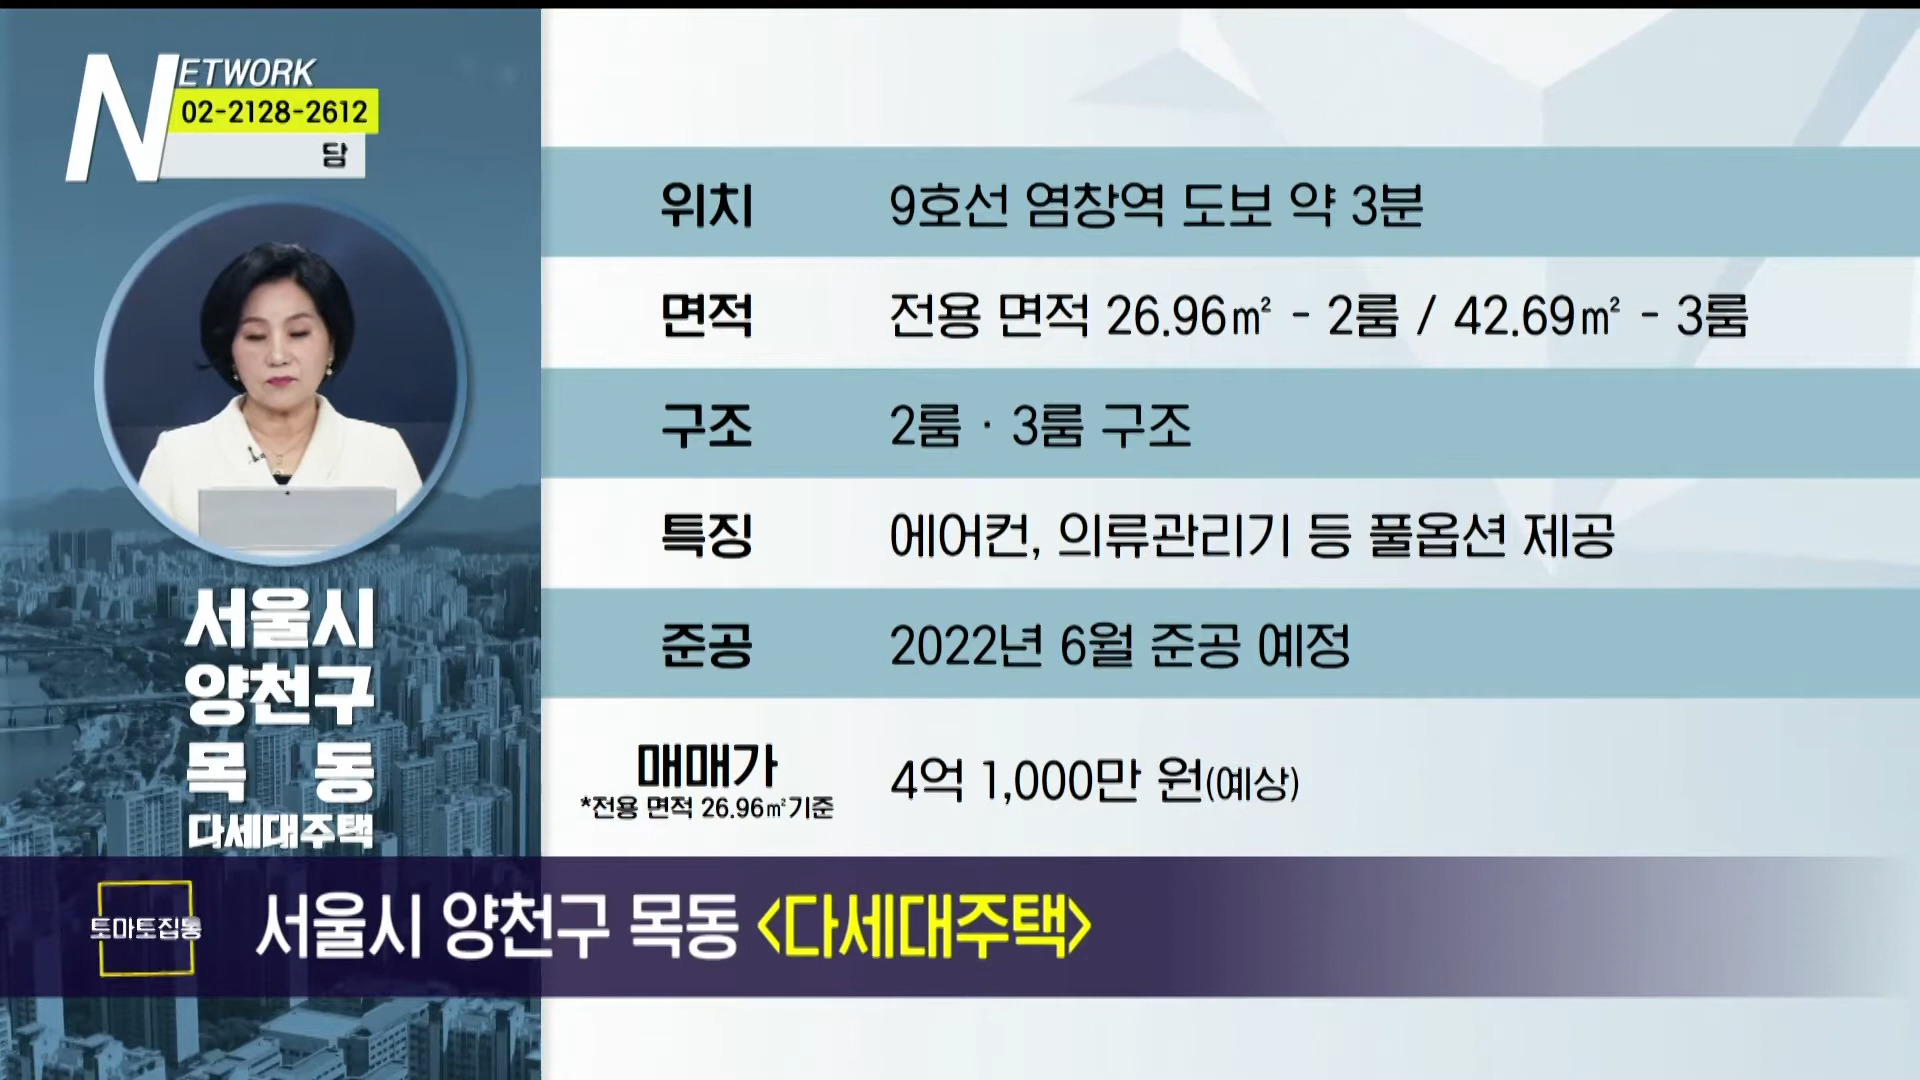 NETWORK
02-2128-2612
담
서울시
양천구
목 동
다세대주택
위치 9호선 염창역 도보 약 3분
면적 전용 면적 26.96㎡ - 2룸 / 42.69㎡ - 3룸
구조 2룸 · 3룸 구조
특징 에어컨, 의류관리기 등 풀옵션 제공
준공 2022년 6월 준공 예정
매매가 4억 1,000만 원(예상)
*전용 면적 26.96㎡기준
토마토집통
서울시 양천구 목동 <다세대주택>